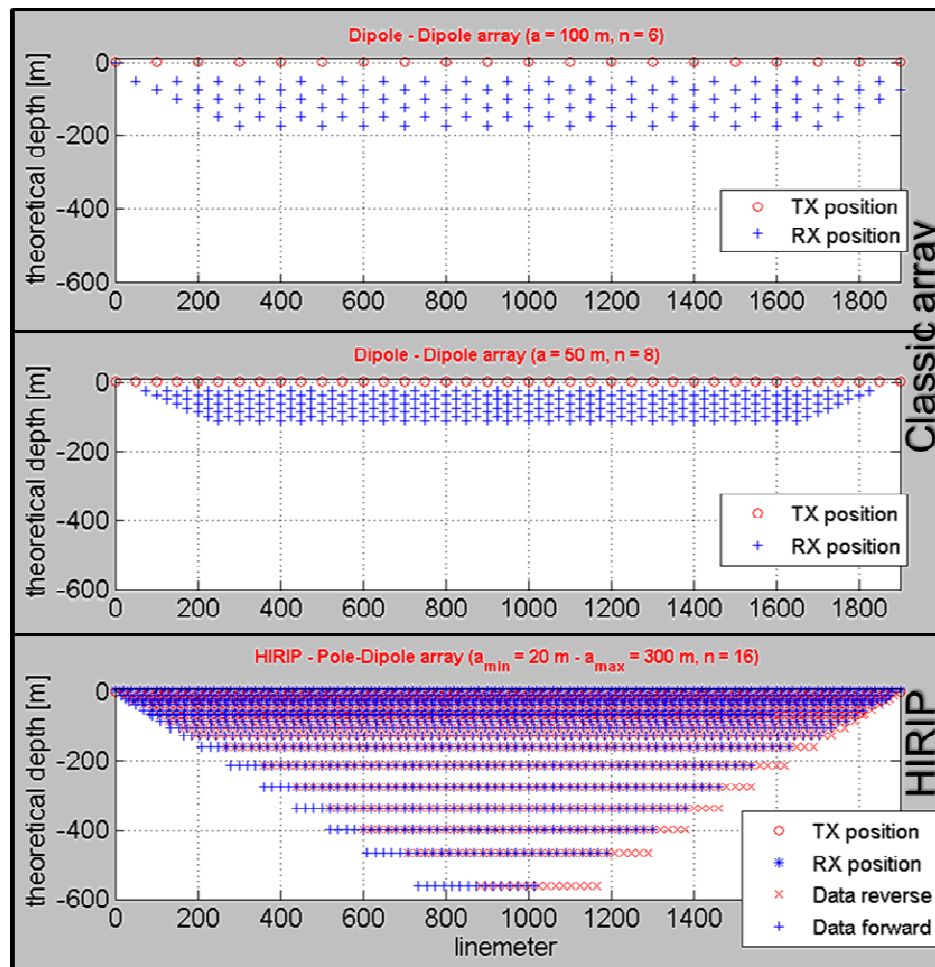 Dipole - Dipole array (a = 100 m, n = 6)
theoretical depth [m]
0
-200
-400
-600
0 200 400 600 800 1000 1200 1400 1600 1800
TX position
RX position
Classic array
Dipole - Dipole array (a = 50 m, n = 8)
theoretical depth [m]
0
-200
-400
-600
0 200 400 600 800 1000 1200 1400 1600 1800
TX position
RX position
HIRIP - Pole-Dipole array (a_min = 20 m - a_max = 300 m, n = 16)
theoretical depth [m]
0
-200
-400
-600
0 200 400 600 800 1000 1200 1400
linemeter
HIRIP
TX position
RX position
Data reverse
Data forward